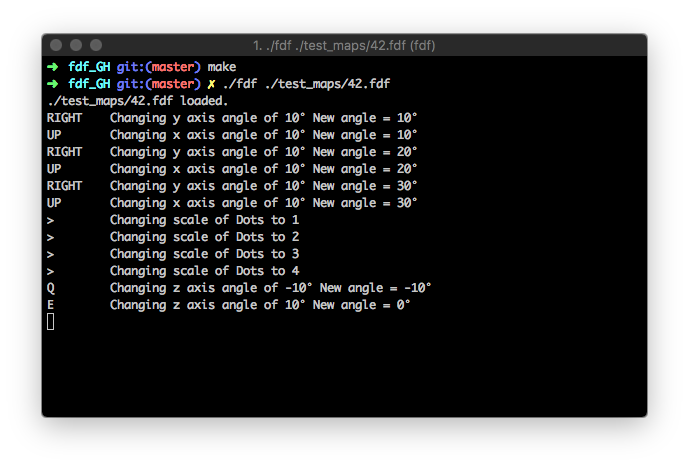 1. ./fdf ./test_maps/42.fdf (fdf)
➜ fdf_GH git:(master) make
➜ fdf_GH git:(master) ✗ ./fdf ./test_maps/42.fdf
./test_maps/42.fdf loaded.
RIGHT Changing y axis angle of 10° New angle = 10°
UP Changing x axis angle of 10° New angle = 10°
RIGHT Changing y axis angle of 10° New angle = 20°
UP Changing x axis angle of 10° New angle = 20°
RIGHT Changing y axis angle of 10° New angle = 30°
UP Changing x axis angle of 10° New angle = 30°
> Changing scale of Dots to 1
> Changing scale of Dots to 2
> Changing scale of Dots to 3
> Changing scale of Dots to 4
Q Changing z axis angle of -10° New angle = -10°
E Changing z axis angle of 10° New angle = 0°